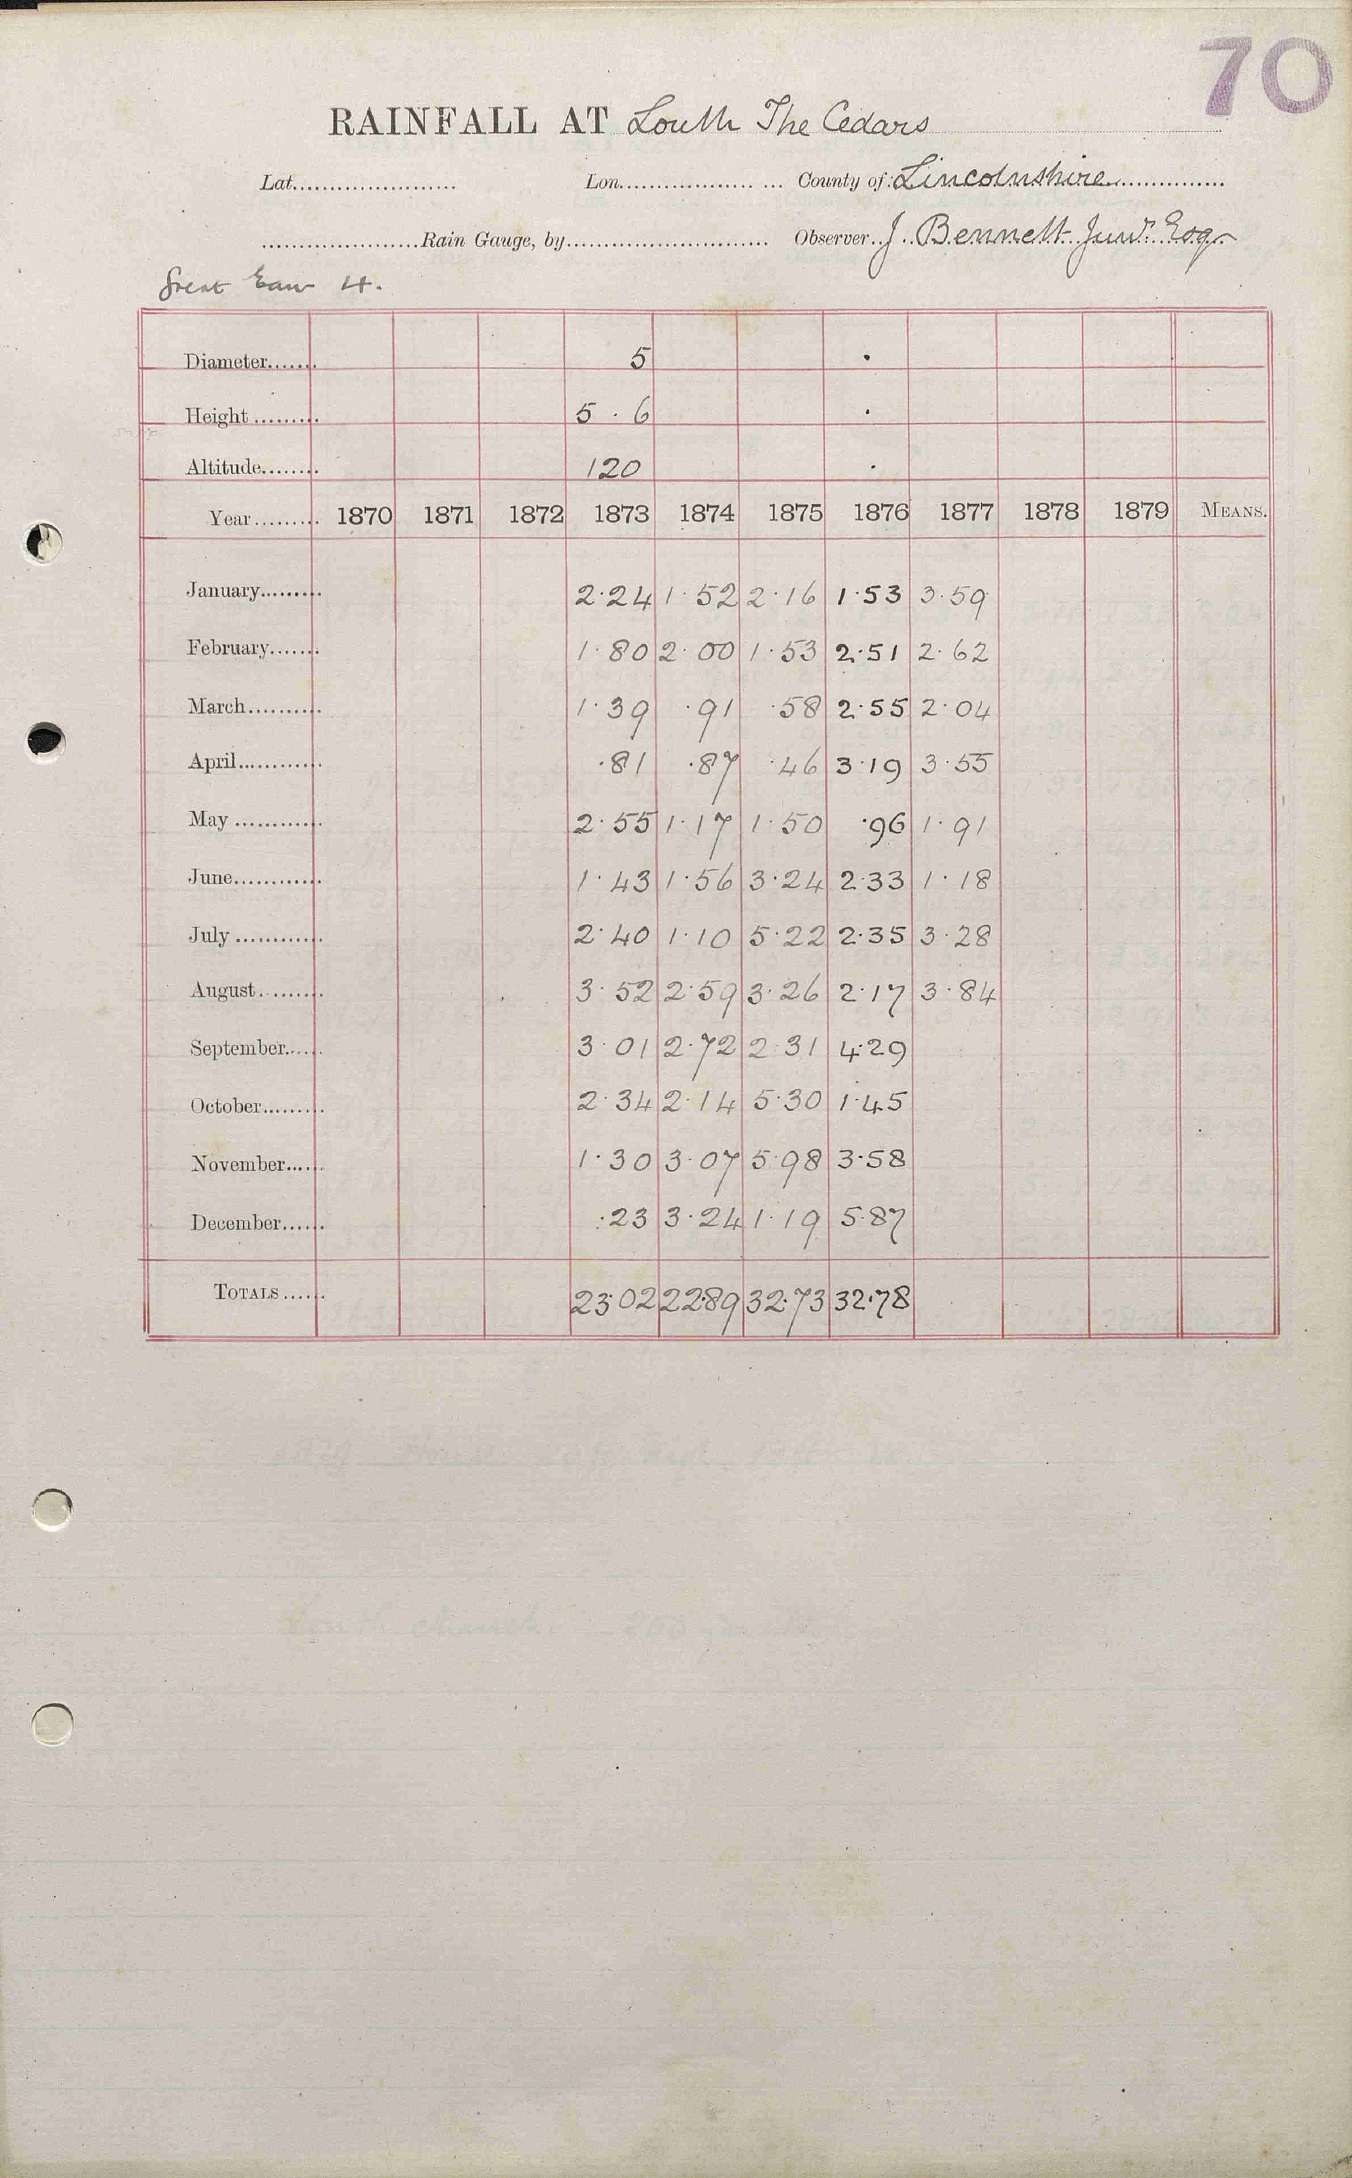 70
RAINFALL AT Louth The Cedars
Lat...................... Lon.................. ... County of: Lincolnshire
.....................Rain Gauge, by........................... Observer.. J. Bennett Junr. Esq
Great Eau 4.
Diameter....... 5 ·
Height ......... 5 · 6 ·
Altitude........ 120 ·
Year......... 1870 1871 1872 1873 1874 1875 1876 1877 1878 1879 MEANS.
January......... 2·24 1·52 2·16 1·53 3·59
February....... 1·80 2·00 1·53 2·51 2·62
March.......... 1·39 ·91 ·58 2·55 2·04
April............ ·81 ·87 ·46 3·19 3·55
May ............ 2·55 1·17 1·50 ·96 1·91
June............ 1·43 1·56 3·24 2·33 1·18
July ............ 2·40 1·10 5·22 2·35 3·28
August......... 3·52 2·59 3·26 2·17 3·84
September...... 3·01 2·72 2·31 4·29
October......... 2·34 2·14 5·30 1·45
November...... 1·30 3·07 5·98 3·58
December...... ·23 3·24 1·19 5·87
TOTALS...... 23·02 22·89 32·73 32·78